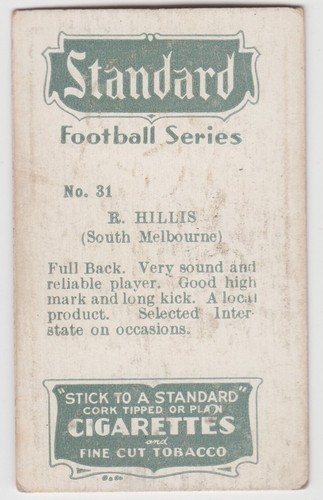 Standard
Football Series
No. 31
R. HILLIS
(South Melbourne)
Full Back. Very sound and
reliable player. Good high
mark and long kick. A local
product. Selected Inter-
state on occasions.
"STICK TO A STANDARD"
CORK TIPPED OR PLAIN
CIGARETTES
and
FINE CUT TOBACCO